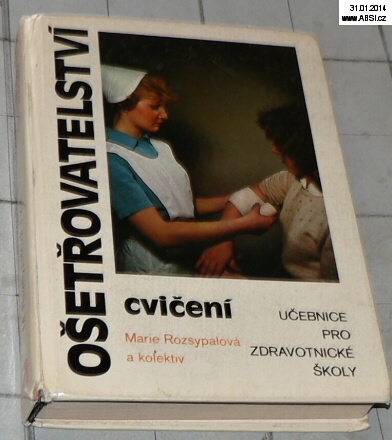 31.01.2014
www.ABSI.cz
OŠETŘOVATELSTVÍ
cvičení
Marie Rozsypalová
a kolektiv
UČEBNICE
PRO
ZDRAVOTNICKÉ
ŠKOLY